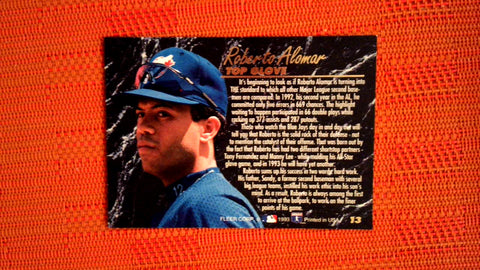 Roberto Alomar
TOP GLOVE
It's beginning to look as if Roberto Alomar is turning into
THE standard to which all other Major League second base-
men are compared. In 1992, his second year in the AL, he
committed only five errors in 669 chances. The highlight
waiting to happen participated in 66 double plays while
racking up 373 assists and 287 putouts.
Those who watch the Blue Jays day in and day out will
tell you that Roberto is the solid rock of their defense - not
to mention the catalyst of their offense. That was born out by
the fact that Roberto has had two different shortstop partners -
Tony Fernandez and Manny Lee - while molding his All-Star
glove game, and in 1993 he will have yet another.
Roberto sums up his success in two words: hard work.
His father, Sandy, a former second baseman with several
big league teams, instilled his work ethic into his son's
mind. As a result, Roberto is always among the first
to arrive at the ballpark, to work on the finer
points of his game.
FLEER CORP. 1993 Printed in USA 13